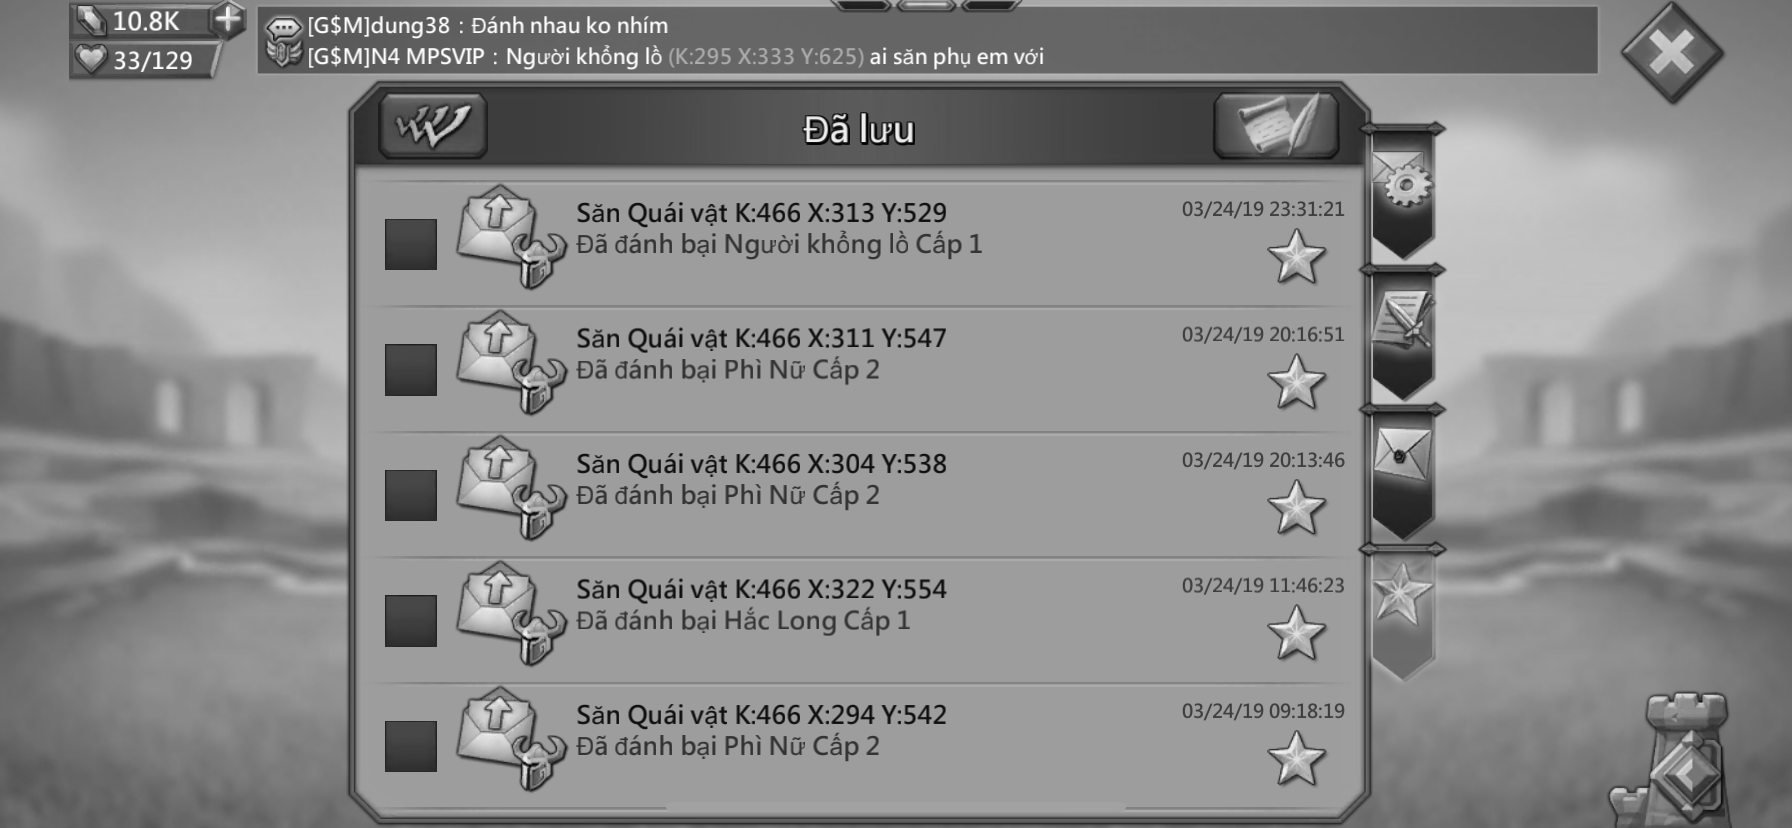 10.8K
33/129
[G$M]dung38 : Đánh nhau ko nhím
[G$M]N4 MPSVIP : Người khổng lồ (K:295 X:333 Y:625) ai săn phụ em với
Đã lưu
Săn Quái vật K:466 X:313 Y:529
03/24/19 23:31:21
Đã đánh bại Người khổng lồ Cấp 1
Săn Quái vật K:466 X:311 Y:547
03/24/19 20:16:51
Đã đánh bại Phì Nữ Cấp 2
Săn Quái vật K:466 X:304 Y:538
03/24/19 20:13:46
Đã đánh bại Phì Nữ Cấp 2
Săn Quái vật K:466 X:322 Y:554
03/24/19 11:46:23
Đã đánh bại Hắc Long Cấp 1
Săn Quái vật K:466 X:294 Y:542
03/24/19 09:18:19
Đã đánh bại Phì Nữ Cấp 2